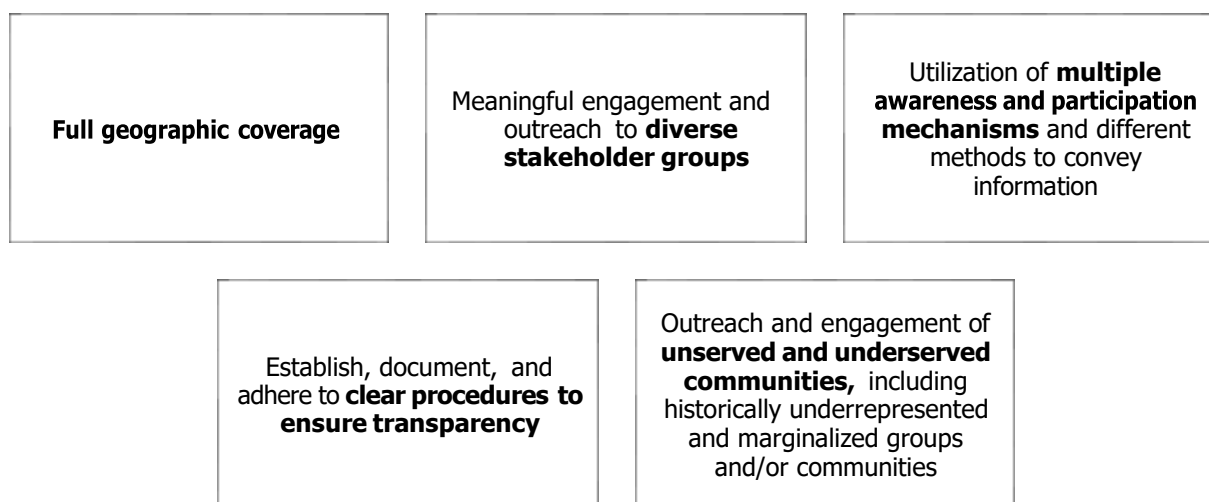 Full geographic coverage
Meaningful engagement and
outreach to diverse
stakeholder groups
Utilization of multiple
awareness and participation
mechanisms and different
methods to convey
information
Establish, document, and
adhere to clear procedures to
ensure transparency
Outreach and engagement of
unserved and underserved
communities, including
historically underrepresented
and marginalized groups
and/or communities